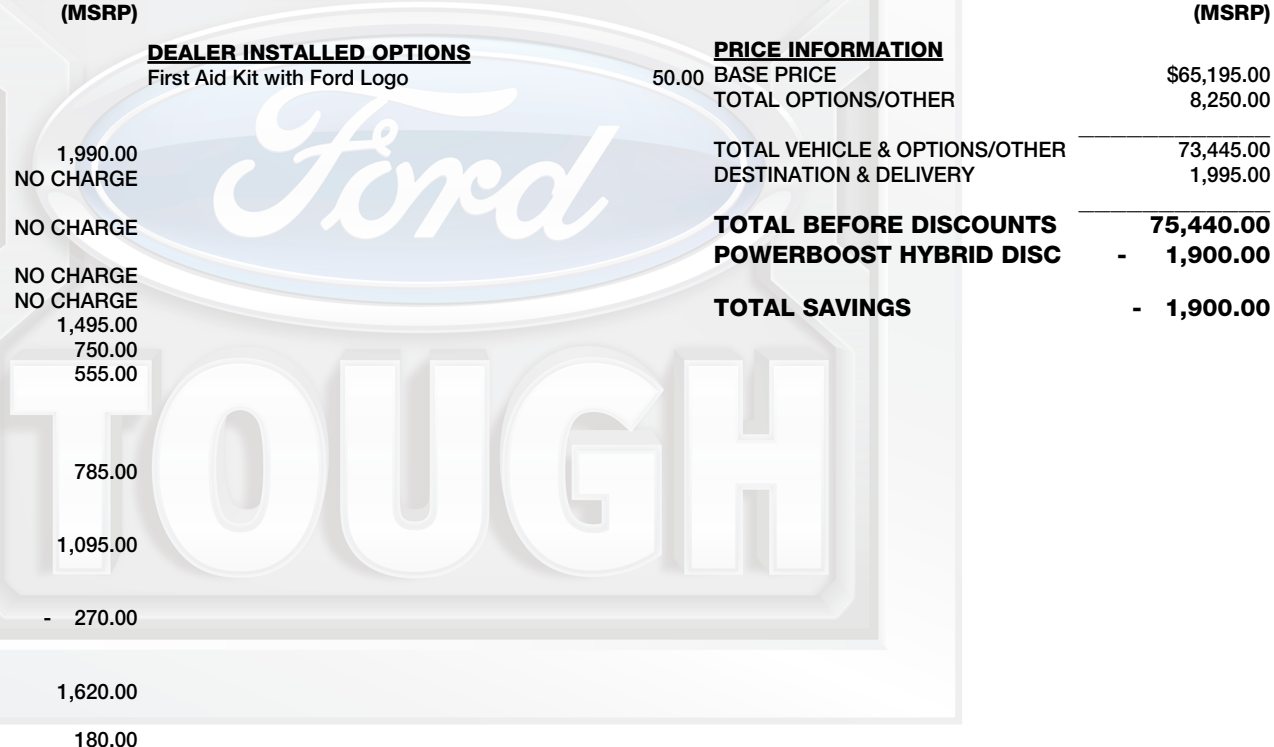 (MSRP)
1,990.00
NO CHARGE
NO CHARGE
NO CHARGE
NO CHARGE
1,495.00
750.00
555.00
785.00
1,095.00
- 270.00
1,620.00
180.00
DEALER INSTALLED OPTIONS
First Aid Kit with Ford Logo 50.00
(MSRP)
PRICE INFORMATION
BASE PRICE $65,195.00
TOTAL OPTIONS/OTHER 8,250.00
TOTAL VEHICLE & OPTIONS/OTHER 73,445.00
DESTINATION & DELIVERY 1,995.00
TOTAL BEFORE DISCOUNTS 75,440.00
POWERBOOST HYBRID DISC - 1,900.00
TOTAL SAVINGS - 1,900.00
Ford
TOUGH